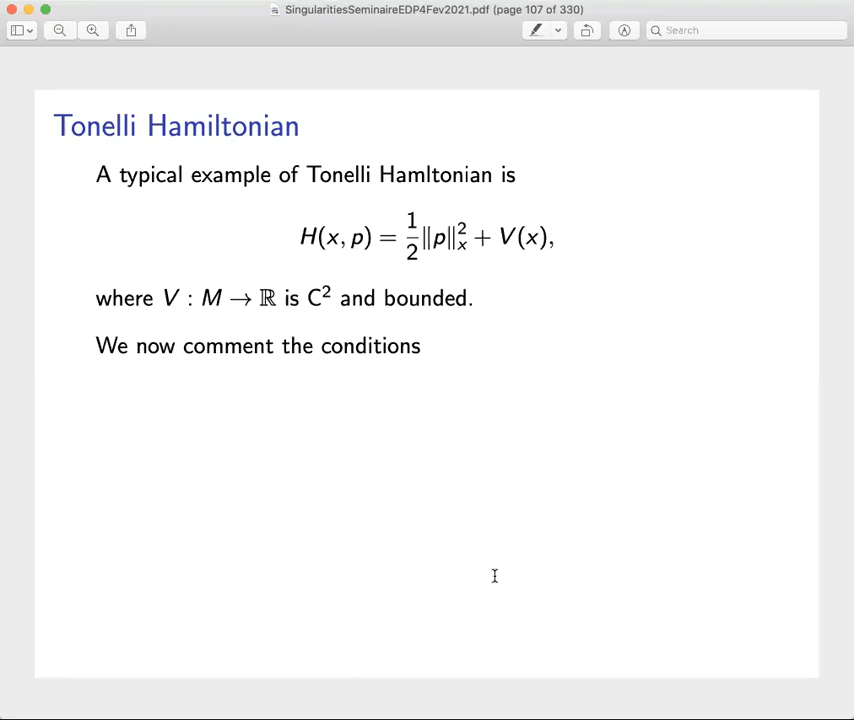 SingularitiesSeminaireEDP4Fev2021.pdf (page 107 of 330)
Search
Tonelli Hamiltonian
A typical example of Tonelli Hamltonian is
H(x, p) = 1/2 ‖p‖²ₓ + V(x),
where V : M → ℝ is C² and bounded.
We now comment the conditions